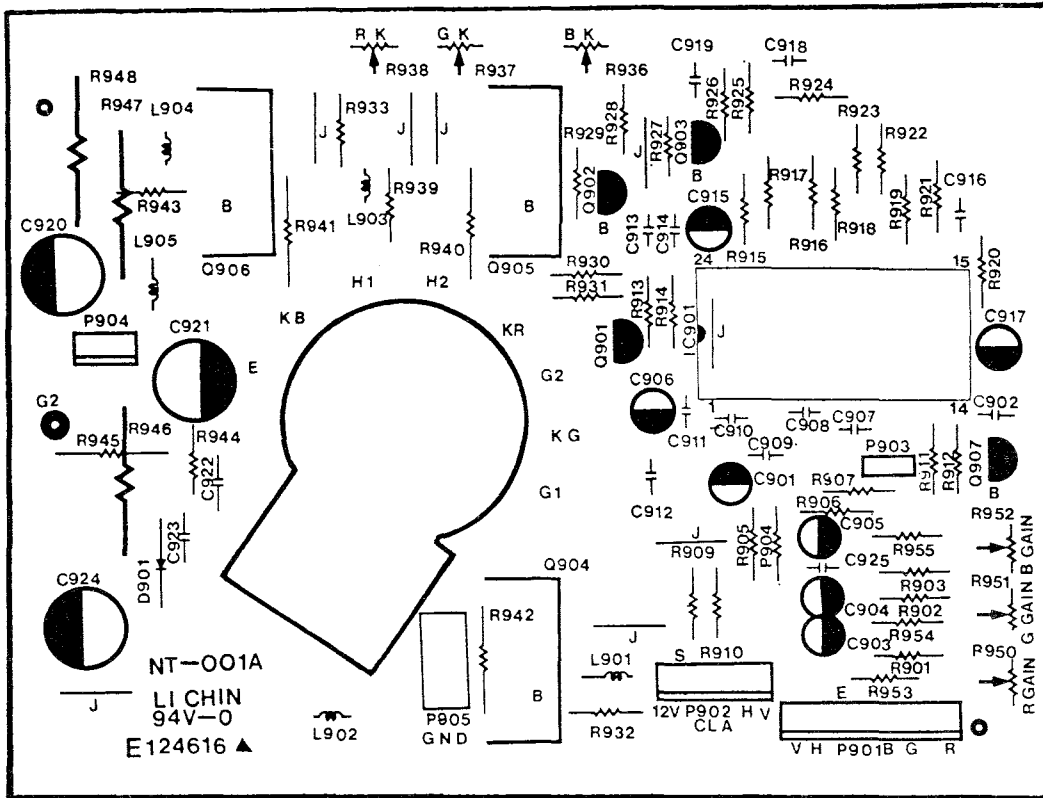 R K
G K
B K
C919
C918
R948
R938
R937
R936
R926
R925
R924
R947
L904
R933
J
J
J
R928
R929
J
R927
Q903
R923
R922
B
R943
R939
Q902
R917
C915
R919
R921
C916
C920
B
L903
B
B
R941
C913
C914
R918
L905
R940
R916
R915
24
15
R920
Q906
Q905
R930
H1
H2
R931
R913
R914
IC901
J
P904
C921
KB
KR
Q901
C917
E
G2
C906
G2
1
14
C902
C910
C908
C907
R945
R946
R944
KG
C911
C909
P903
R911
R912
Q907
C922
R907
C901
G1
B
C912
R906
R952
C923
J
R905
P904
C905
R955
B GAIN
D901
R909
C925
Q904
C924
R903
R951
R942
C904
R902
G GAIN
J
C903
R954
NT-001A
L901
S
R910
R901
R950
LI CHIN
E
R953
R GAIN
J
94V-0
B
P905
12V
P902
H
V
E124616
L902
GND
R932
CLA
V
H
P901
B
G
R